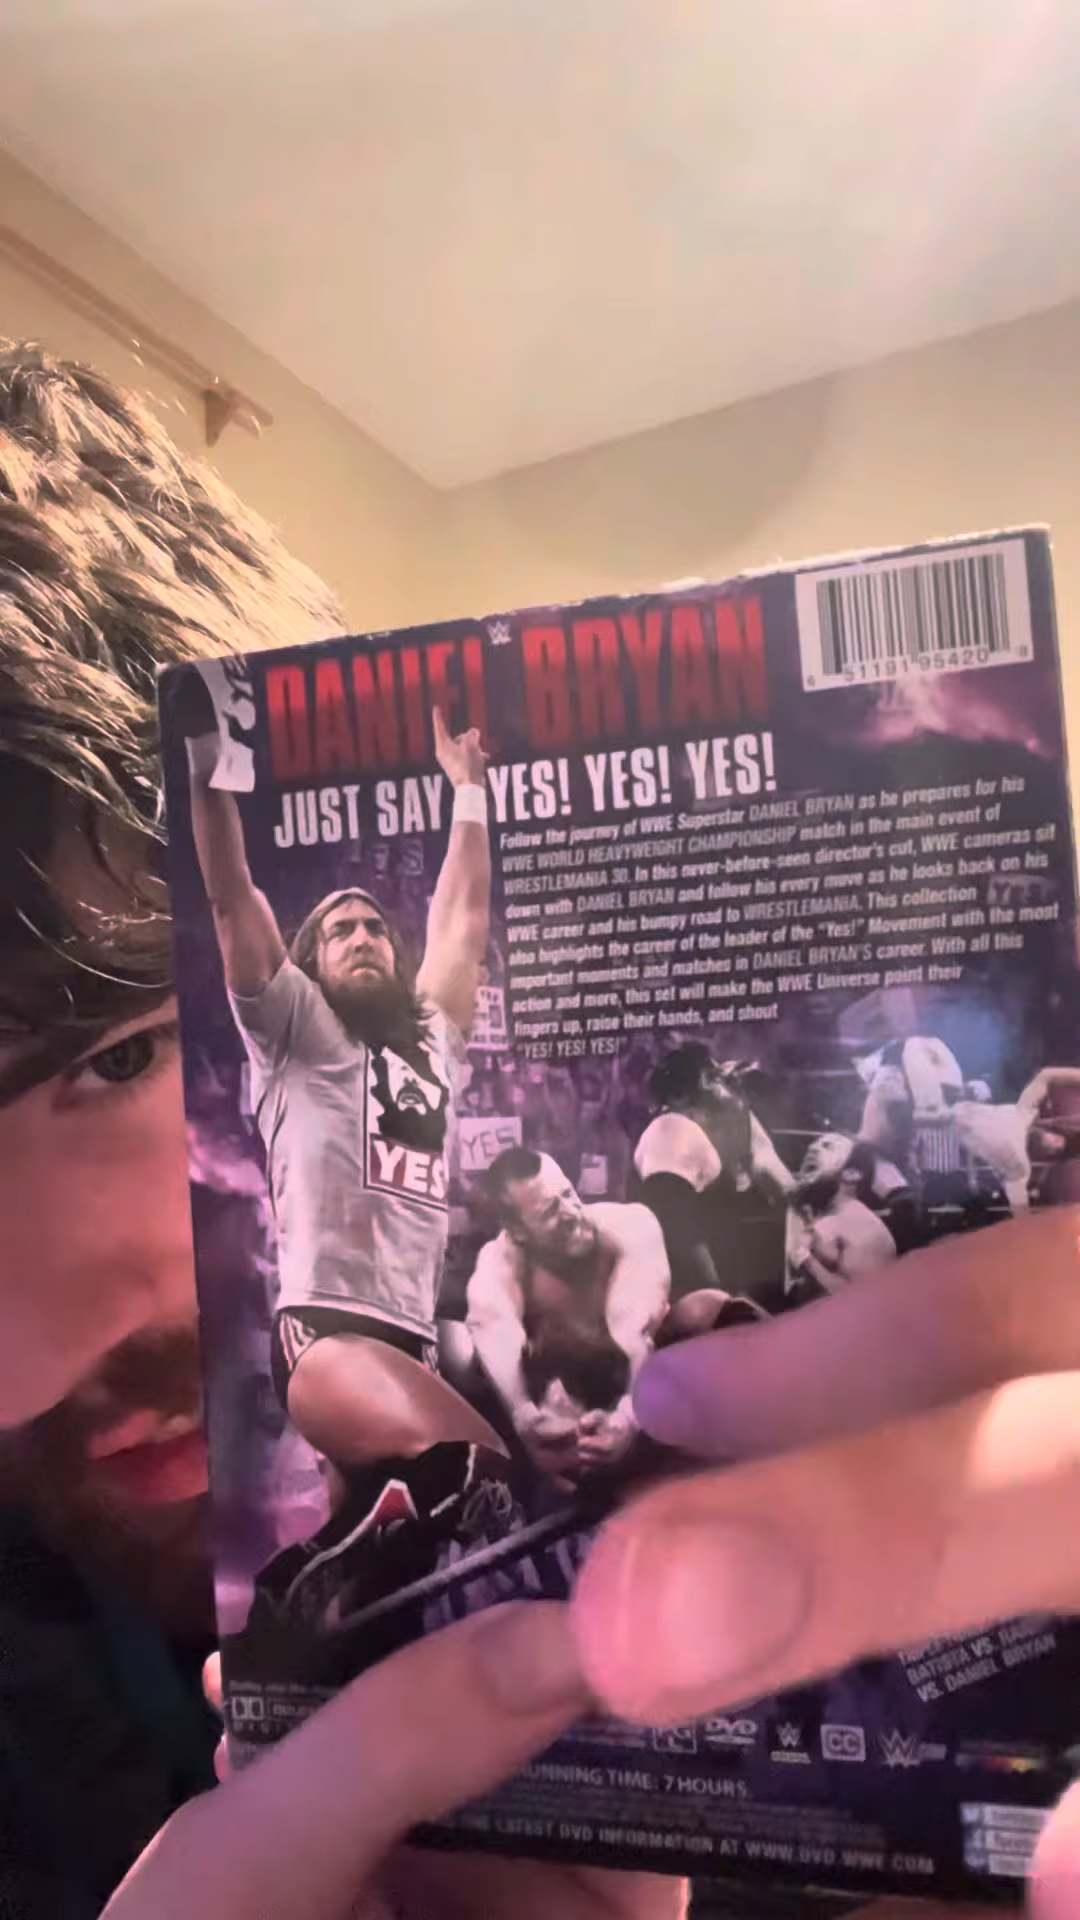 DANIEL BRYAN
6 51191 95420 8
JUST SAY YES! YES! YES!
Follow the journey of WWE Superstar DANIEL BRYAN as he prepares for his
WWE WORLD HEAVYWEIGHT CHAMPIONSHIP match in the main event of
WRESTLEMANIA 30. In this never-before-seen director's cut, WWE cameras sit
down with DANIEL BRYAN and follow his every move as he looks back on his
WWE career and his bumpy road to WRESTLEMANIA. This collection
also highlights the career of the leader of the "Yes!" Movement with the most
important moments and matches in DANIEL BRYAN'S career. With all this
action and more, this set will make the WWE Universe point their
fingers up, raise their hands, and shout
"YES! YES! YES!"
YES
YES
YES
BATISTA VS.
VS. DANIEL BRYAN
PG
DVD
CC
RUNNING TIME: 7 HOURS
LATEST DVD INFORMATION AT WWW.DVD.WWE.COM